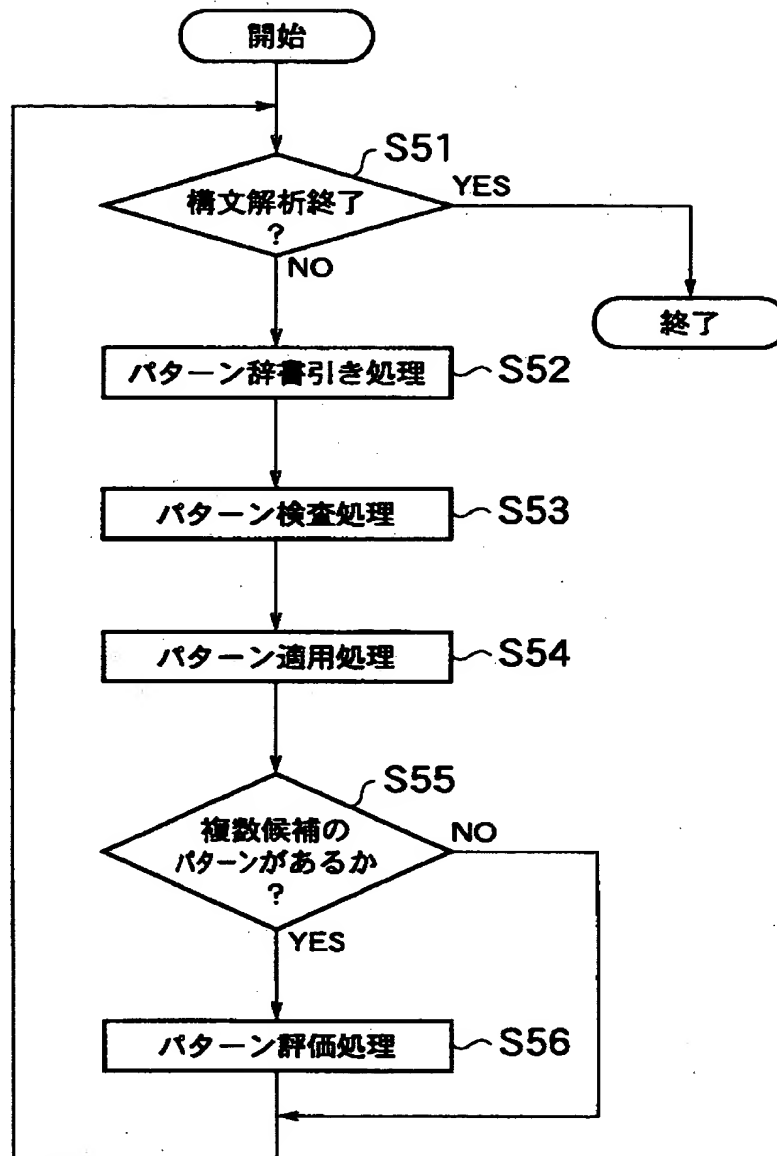 開始
S51
構文解析終了
?
YES
NO
終了
パターン辞書引き処理
S52
パターン検査処理
S53
パターン適用処理
S54
S55
複数候補の
パターンがあるか
?
NO
YES
パターン評価処理
S56